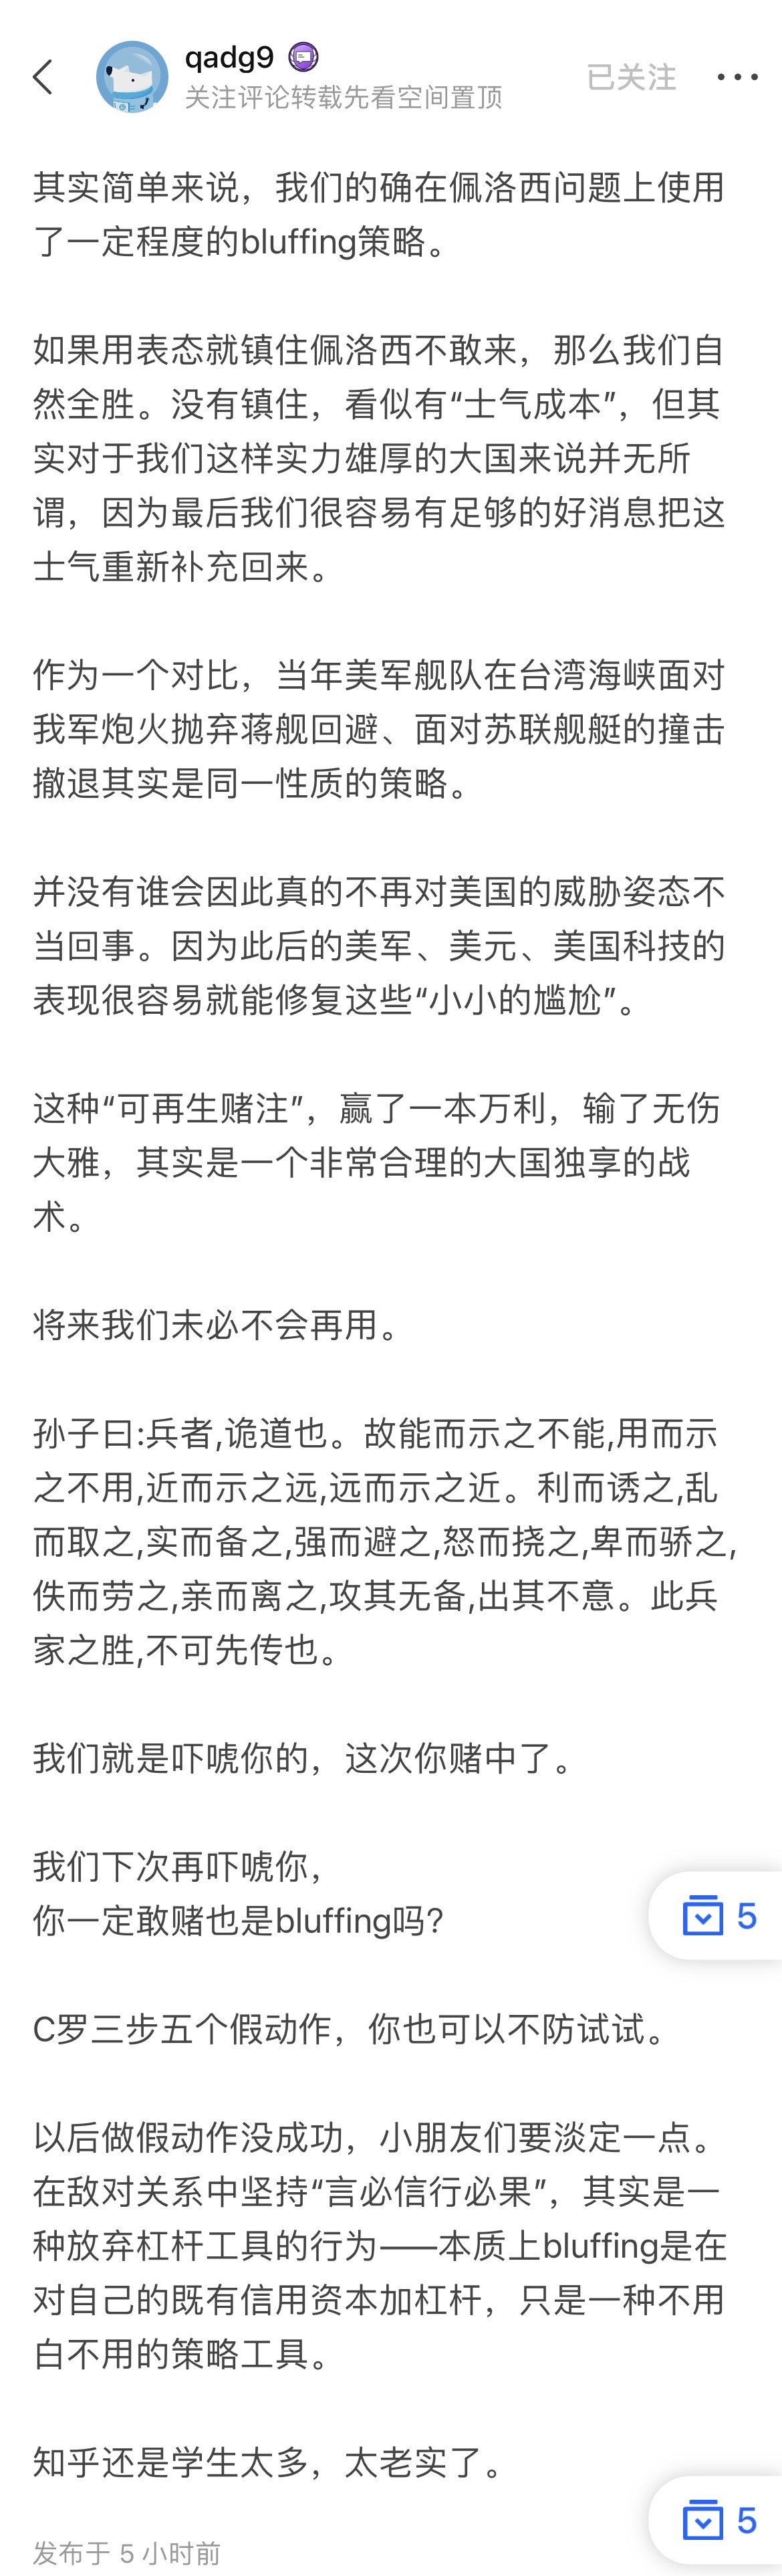 qadg9
关注评论转载先看空间置顶
已关注
其实简单来说，我们的确在佩洛西问题上使用
了一定程度的bluffing策略。
如果用表态就镇住佩洛西不敢来，那么我们自
然全胜。没有镇住，看似有“士气成本”，但其
实对于我们这样实力雄厚的大国来说并无所
谓，因为最后我们很容易有足够的好消息把这
士气重新补充回来。
作为一个对比，当年美军舰队在台湾海峡面对
我军炮火抛弃蒋舰回避、面对苏联舰艇的撞击
撤退其实是同一性质的策略。
并没有谁会因此真的不再对美国的威胁姿态不
当回事。因为此后的美军、美元、美国科技的
表现很容易就能修复这些“小小的尴尬”。
这种“可再生赌注”，赢了一本万利，输了无伤
大雅，其实是一个非常合理的大国独享的战
术。
将来我们未必不会再用。
孙子曰:兵者,诡道也。故能而示之不能,用而示
之不用,近而示之远,远而示之近。利而诱之,乱
而取之,实而备之,强而避之,怒而挠之,卑而骄之,
佚而劳之,亲而离之,攻其无备,出其不意。此兵
家之胜,不可先传也。
我们就是吓唬你的，这次你赌中了。
我们下次再吓唬你，
你一定敢赌也是bluffing吗?
5
C罗三步五个假动作，你也可以不防试试。
以后做假动作没成功，小朋友们要淡定一点。
在敌对关系中坚持“言必信行必果”，其实是一
种放弃杠杆工具的行为——本质上bluffing是在
对自己的既有信用资本加杠杆，只是一种不用
白不用的策略工具。
知乎还是学生太多，太老实了。
5
发布于 5 小时前